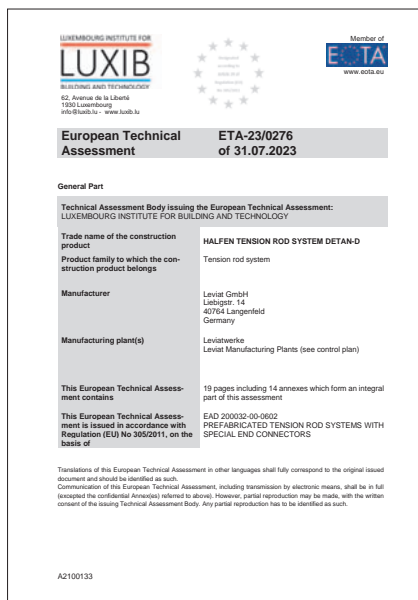 LUXEMBOURG INSTITUTE FOR
LUXIB
BUILDING AND TECHNOLOGY
62, Avenue de la Liberté
1930 Luxembourg
info@luxib.lu - www.luxib.lu
Member of
EOTA
www.eota.eu
European Technical Assessment
ETA-23/0276 of 31.07.2023
General Part
Technical Assessment Body issuing the European Technical Assessment:
LUXEMBOURG INSTITUTE FOR BUILDING AND TECHNOLOGY
Trade name of the construction
product
HALFEN TENSION ROD SYSTEM DETAN-D
Product family to which the con-
struction product belongs
Tension rod system
Manufacturer
Leviat GmbH
Liebigstr. 14
40764 Langenfeld
Germany
Manufacturing plant(s)
Leviatwerke
Leviat Manufacturing Plants (see control plan)
This European Technical Assess-
ment contains
19 pages including 14 annexes which form an integral
part of this assessment
This European Technical Assess-
ment is issued in accordance with
Regulation (EU) No 305/2011, on the
basis of
EAD 200032-00-0602
PREFABRICATED TENSION ROD SYSTEMS WITH
SPECIAL END CONNECTORS
Translations of this European Technical Assessment in other languages shall fully correspond to the original issued
document and should be identified as such.
Communication of this European Technical Assessment, including transmission by electronic means, shall be in full
(excepted the confidential Annex(es) referred to above). However, partial reproduction may be made, with the written
consent of the issuing Technical Assessment Body. Any partial reproduction has to be identified as such.
A2100133